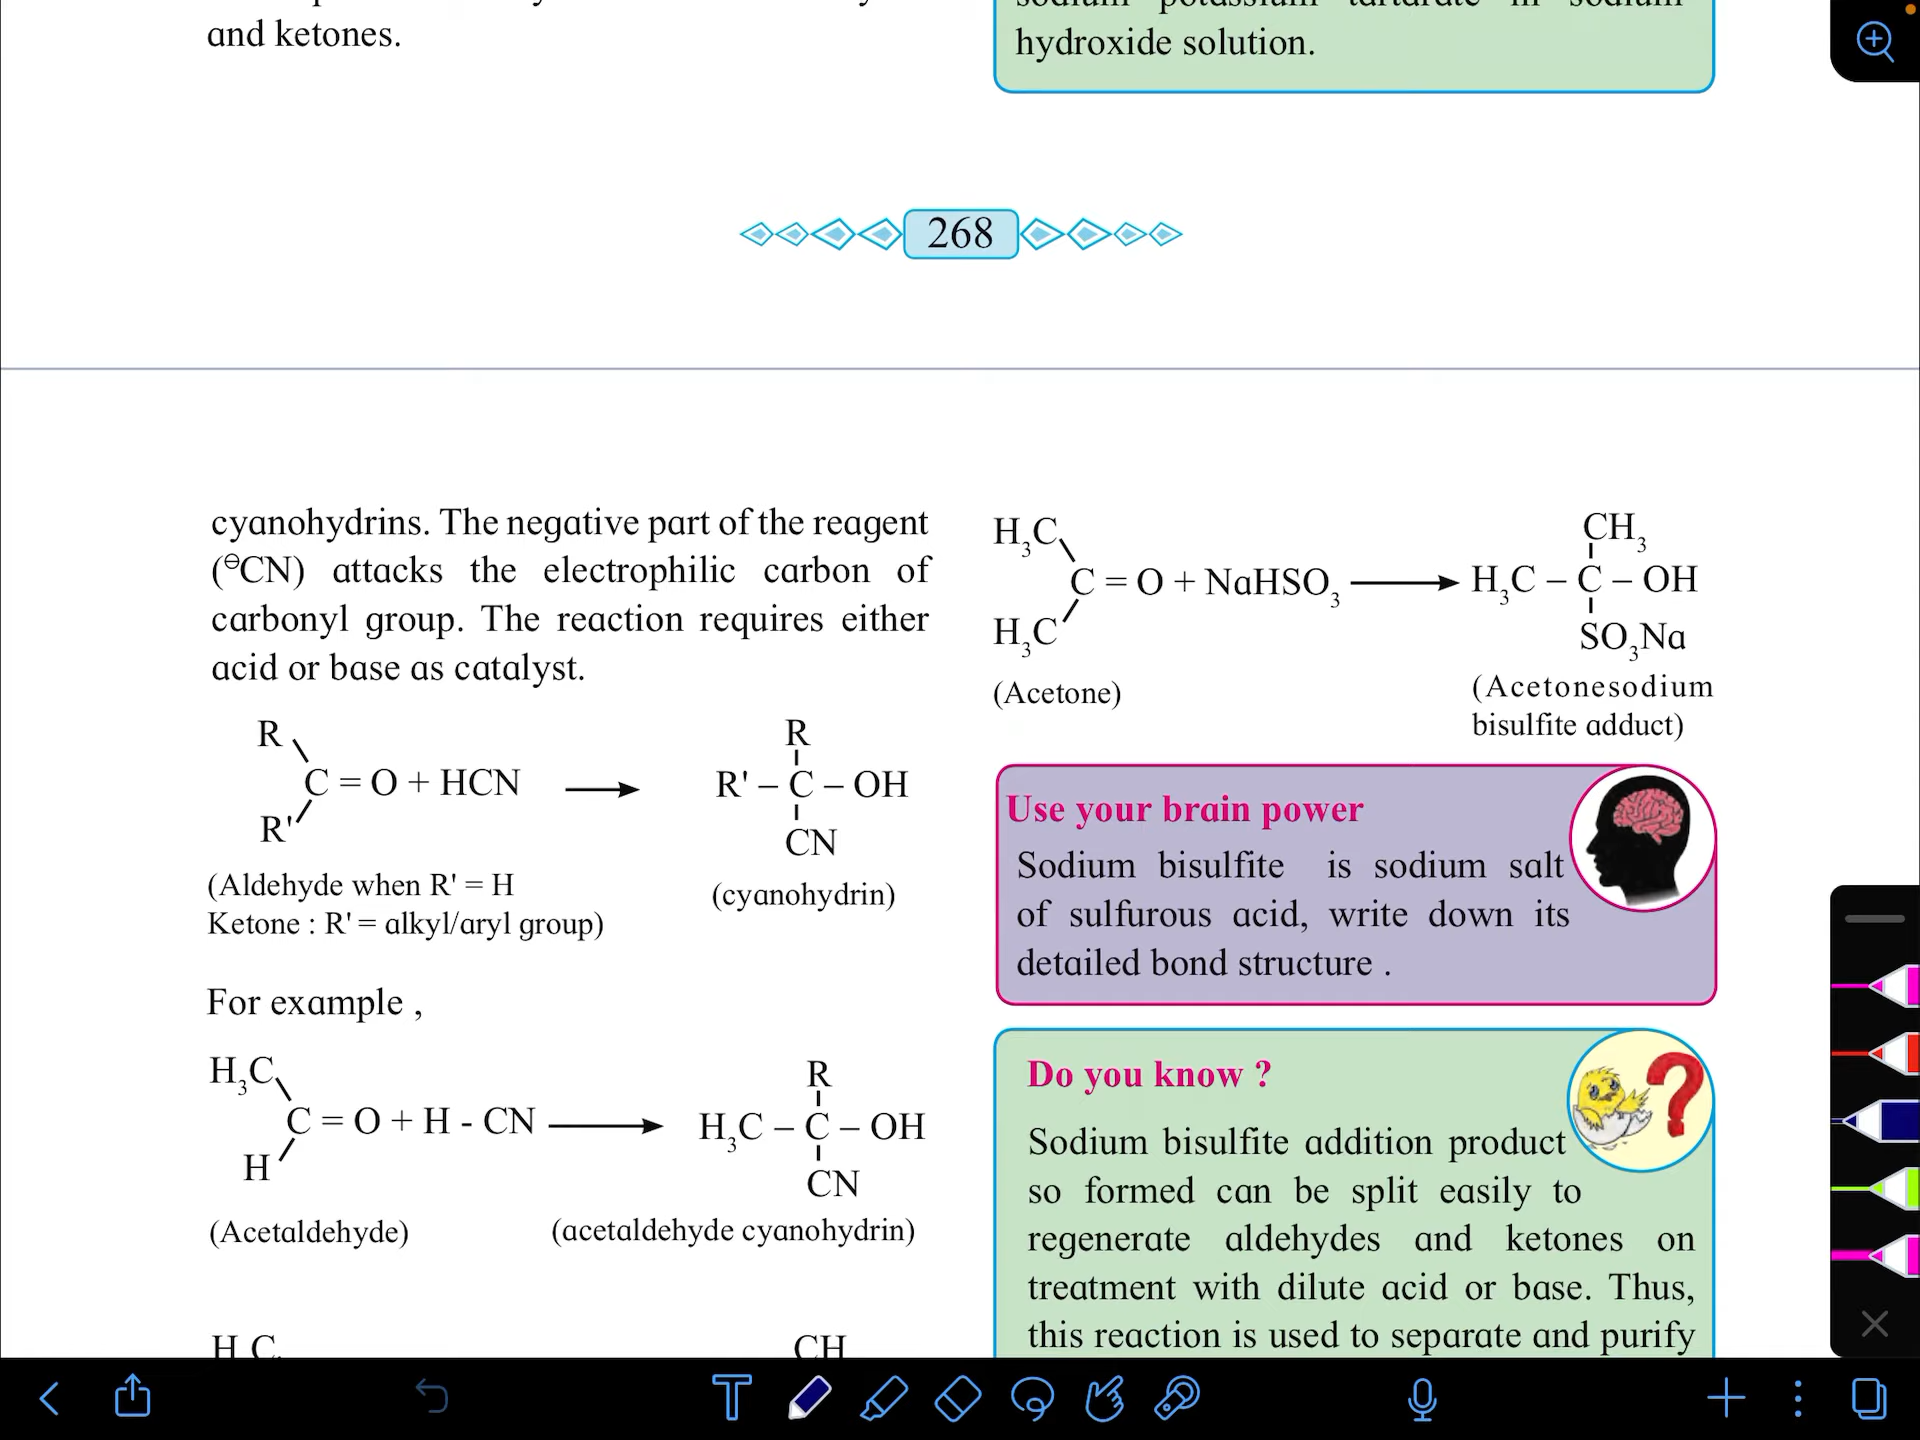 and ketones.
hydroxide solution.
268
cyanohydrins. The negative part of the reagent
(⊖CN) attacks the electrophilic carbon of
carbonyl group. The reaction requires either
acid or base as catalyst.
R
C = O + HCN
R'
R
R' – C – OH
CN
(Aldehyde when R' = H
Ketone : R' = alkyl/aryl group)
(cyanohydrin)
For example ,
H₃C
C = O + H - CN
H
R
H₃C – C – OH
CN
(Acetaldehyde)
(acetaldehyde cyanohydrin)
H₃C
C = O + NaHSO₃
H₃C
CH₃
H₃C – C – OH
SO₃Na
(Acetone)
(Acetonesodium
bisulfite adduct)
Use your brain power
Sodium bisulfite is sodium salt
of sulfurous acid, write down its
detailed bond structure .
Do you know ?
Sodium bisulfite addition product
so formed can be split easily to
regenerate aldehydes and ketones on
treatment with dilute acid or base. Thus,
this reaction is used to separate and purify